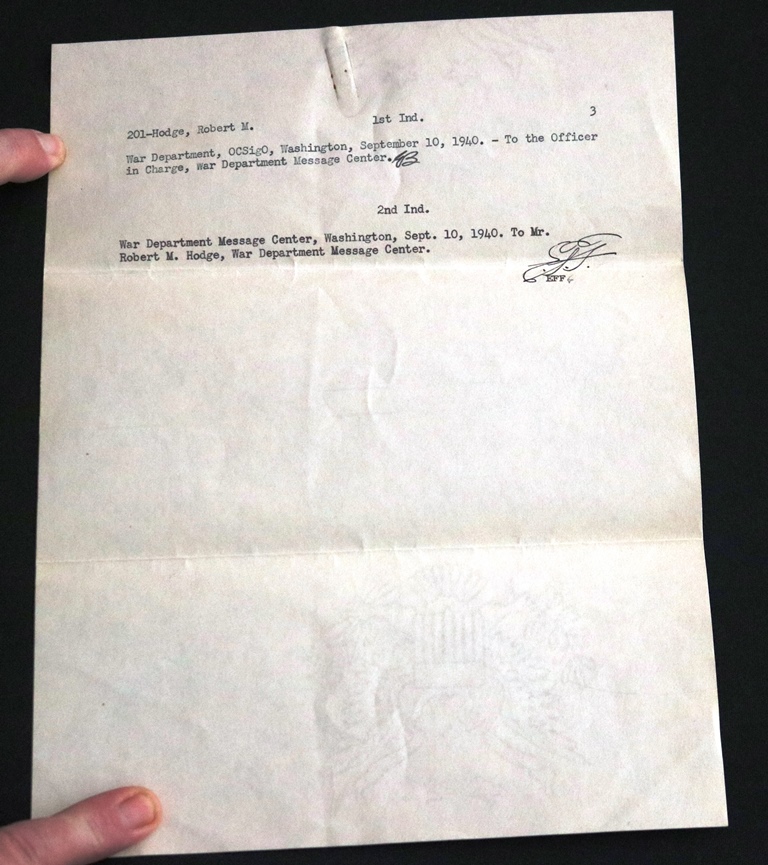 1st Ind. 3
201-Hodge, Robert M.
War Department, OCSigO, Washington, September 10, 1940. - To the Officer
in Charge, War Department Message Center.
2nd Ind.
War Department Message Center, Washington, Sept. 10, 1940. To Mr.
Robert M. Hodge, War Department Message Center.
EFF